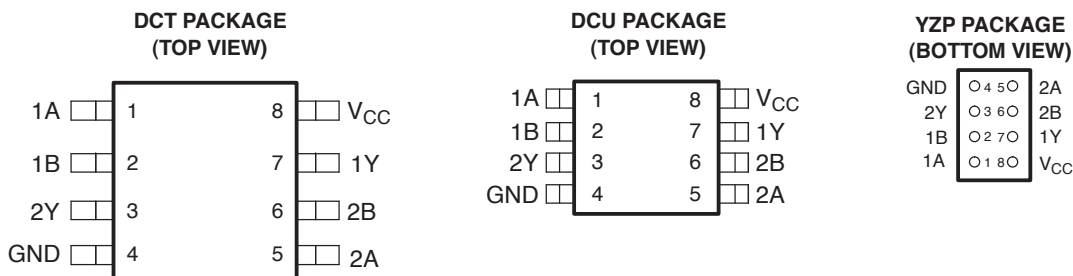 DCT PACKAGE
(TOP VIEW)
1A 1 8 VCC
1B 2 7 1Y
2Y 3 6 2B
GND 4 5 2A
DCU PACKAGE
(TOP VIEW)
1A 1 8 VCC
1B 2 7 1Y
2Y 3 6 2B
GND 4 5 2A
YZP PACKAGE
(BOTTOM VIEW)
GND 4 5 2A
2Y 3 6 2B
1B 2 7 1Y
1A 1 8 VCC